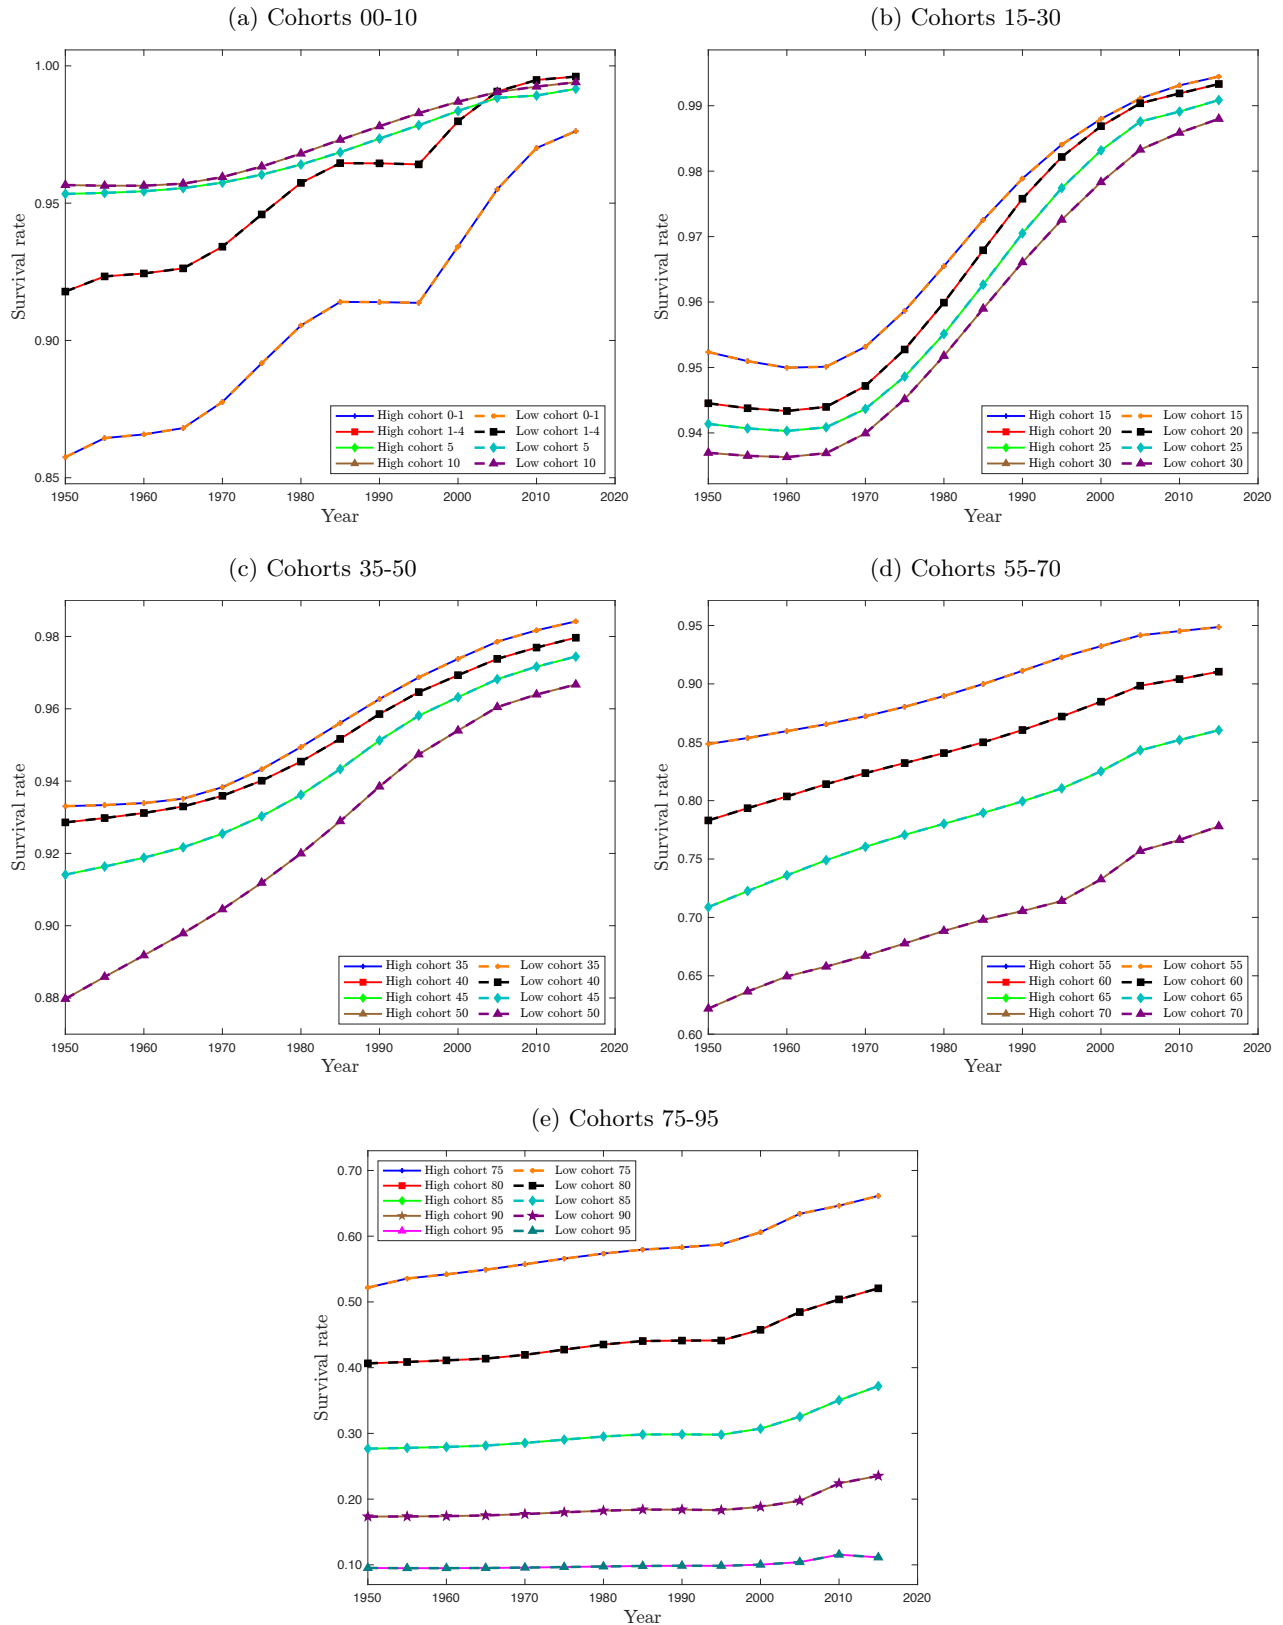 (a) Cohorts 00-10
1.00
0.95
0.90
0.85
Survival rate
High cohort 0-1
Low cohort 0-1
High cohort 1-4
Low cohort 1-4
High cohort 5
Low cohort 5
High cohort 10
Low cohort 10
1950 1960 1970 1980 1990 2000 2010 2020
Year
(b) Cohorts 15-30
0.99
0.98
0.97
0.96
0.95
0.94
Survival rate
High cohort 15
Low cohort 15
High cohort 20
Low cohort 20
High cohort 25
Low cohort 25
High cohort 30
Low cohort 30
1950 1960 1970 1980 1990 2000 2010 2020
Year
(c) Cohorts 35-50
0.98
0.96
0.94
0.92
0.90
0.88
Survival rate
High cohort 35
Low cohort 35
High cohort 40
Low cohort 40
High cohort 45
Low cohort 45
High cohort 50
Low cohort 50
1950 1960 1970 1980 1990 2000 2010 2020
Year
(d) Cohorts 55-70
0.95
0.90
0.85
0.80
0.75
0.70
0.65
0.60
Survival rate
High cohort 55
Low cohort 55
High cohort 60
Low cohort 60
High cohort 65
Low cohort 65
High cohort 70
Low cohort 70
1950 1960 1970 1980 1990 2000 2010 2020
Year
(e) Cohorts 75-95
0.70
0.60
0.50
0.40
0.30
0.20
0.10
Survival rate
High cohort 75
Low cohort 75
High cohort 80
Low cohort 80
High cohort 85
Low cohort 85
High cohort 90
Low cohort 90
High cohort 95
Low cohort 95
1950 1960 1970 1980 1990 2000 2010 2020
Year